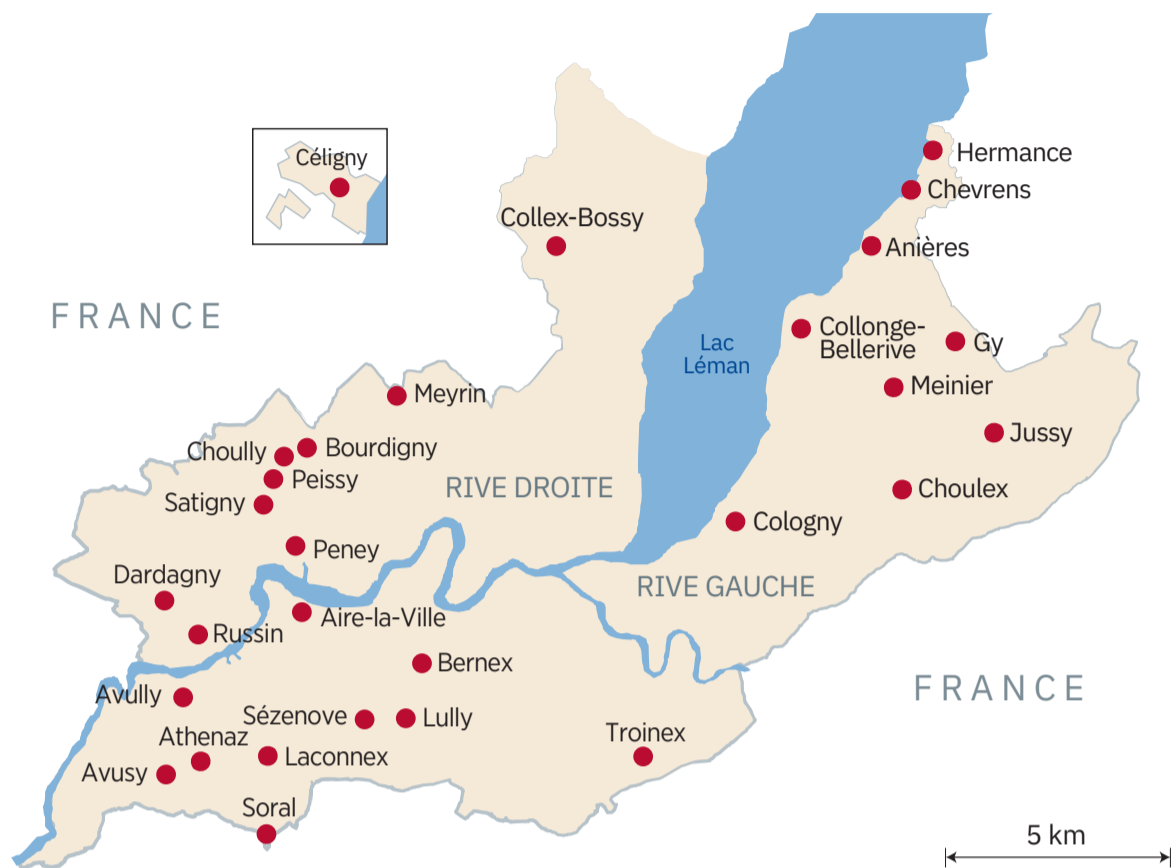 Céligny
Hermance
Chevrens
Collex-Bossy
Anières
FRANCE
Collonge-
Bellerive
Lac
Léman
Gy
Meyrin
Meinier
Jussy
Choully
Bourdigny
Peissy
RIVE DROITE
Choulex
Satigny
Cologny
Peney
Dardagny
RIVE GAUCHE
Aire-la-Ville
Russin
Bernex
FRANCE
Avully
Sézenove
Lully
Athenaz
Troinex
Laconnex
Avusy
Soral
5 km